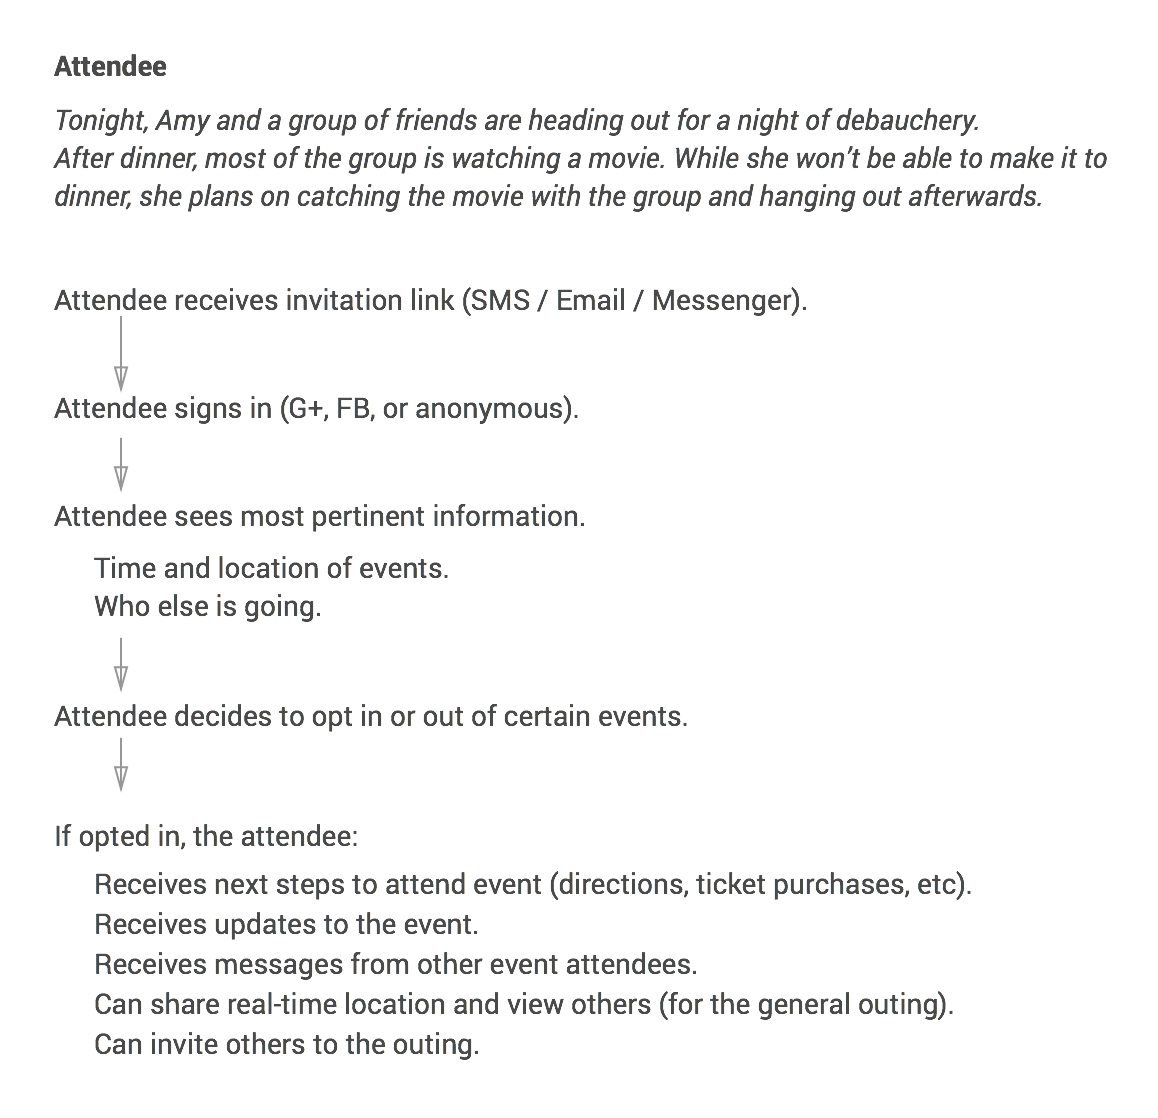 Attendee
Tonight, Amy and a group of friends are heading out for a night of debauchery.
After dinner, most of the group is watching a movie. While she won’t be able to make it to
dinner, she plans on catching the movie with the group and hanging out afterwards.
Attendee receives invitation link (SMS / Email / Messenger).
Attendee signs in (G+, FB, or anonymous).
Attendee sees most pertinent information.
Time and location of events.
Who else is going.
Attendee decides to opt in or out of certain events.
If opted in, the attendee:
Receives next steps to attend event (directions, ticket purchases, etc).
Receives updates to the event.
Receives messages from other event attendees.
Can share real-time location and view others (for the general outing).
Can invite others to the outing.